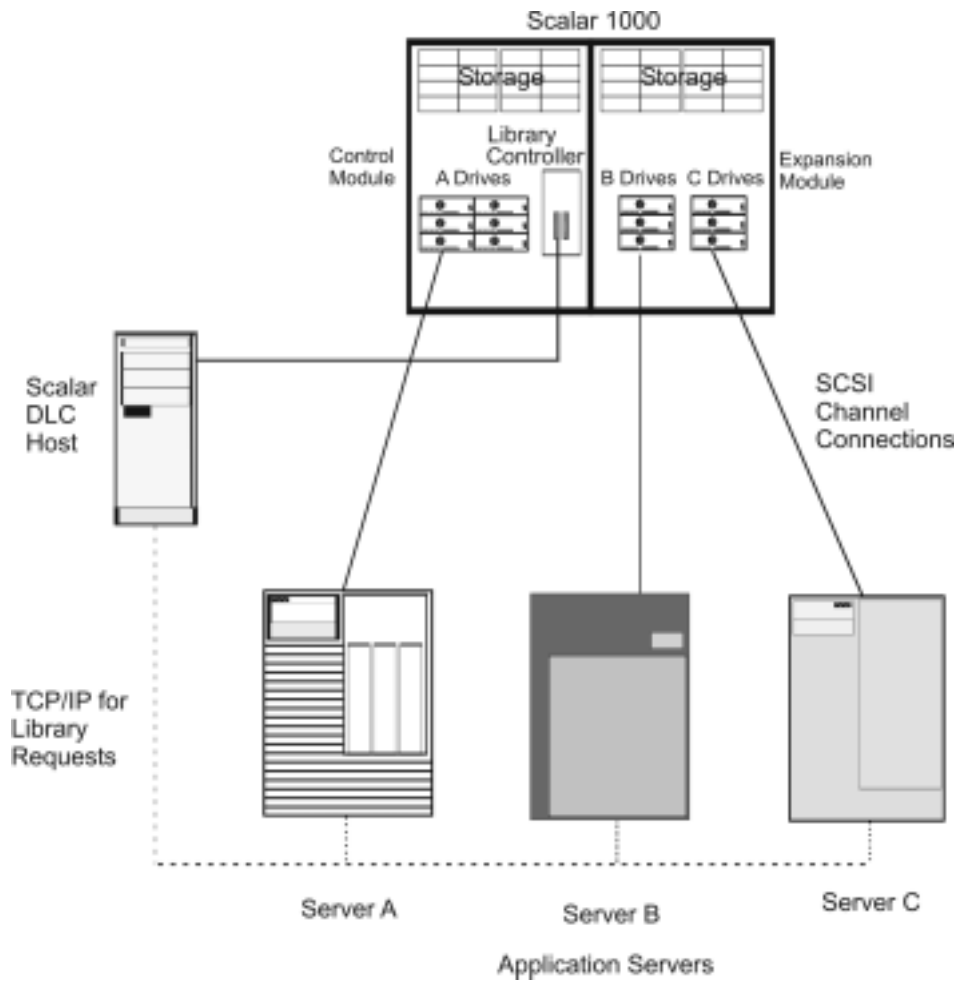 Scalar 1000
Storage
Storage
Control
Module
Library
Controller
A Drives
B Drives
C Drives
Expansion
Module
Scalar
DLC
Host
SCSI
Channel
Connections
TCP/IP for
Library
Requests
Server A
Server B
Server C
Application Servers